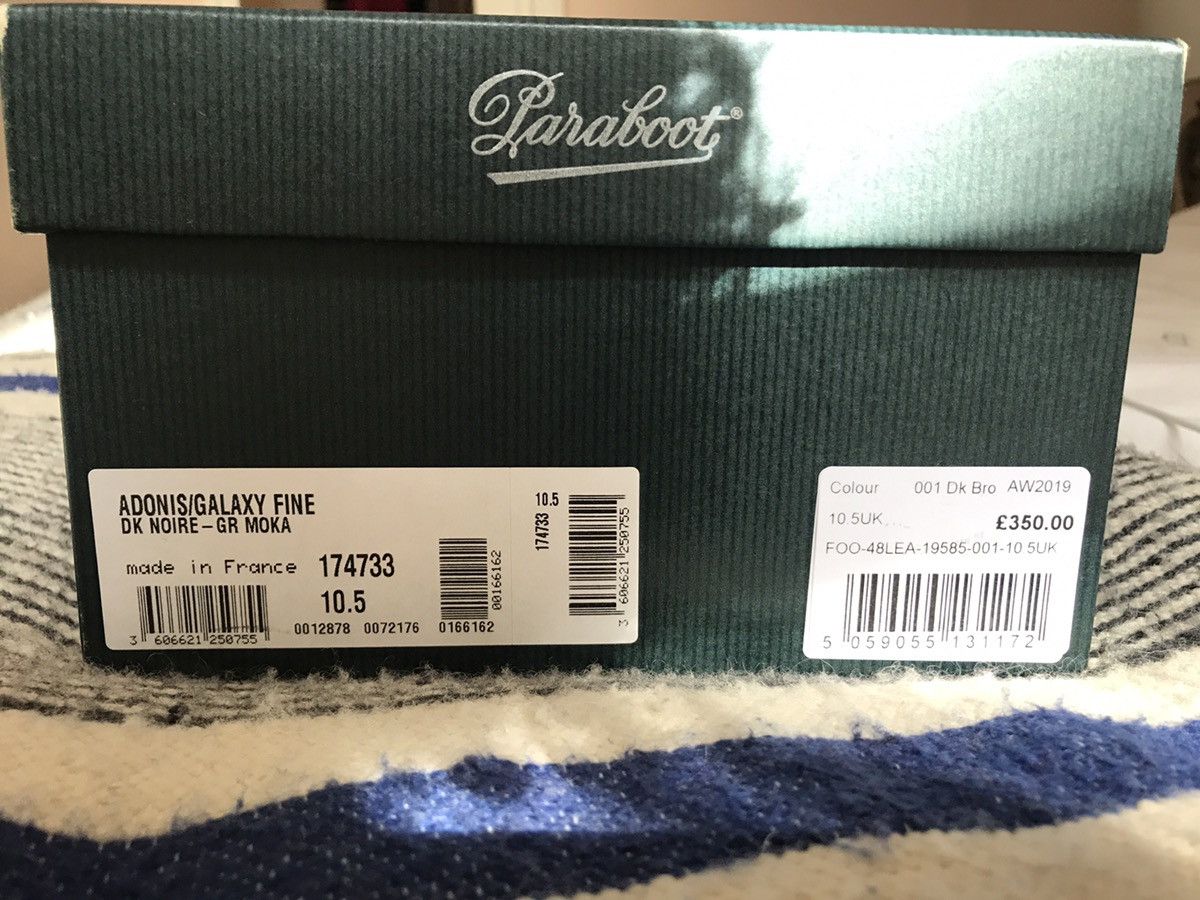 Paraboot®
ADONIS/GALAXY FINE
DK NOIRE-GR MOKA
made in France 174733
10.5
3 606621 250755
0012878 0072176 0166162
00166162
174733 10.5
3 606621 250755
Colour 001 Dk Bro AW2019
10.5UK £350.00
FOO-48LEA-19585-001-10.5UK
5 059055 131172